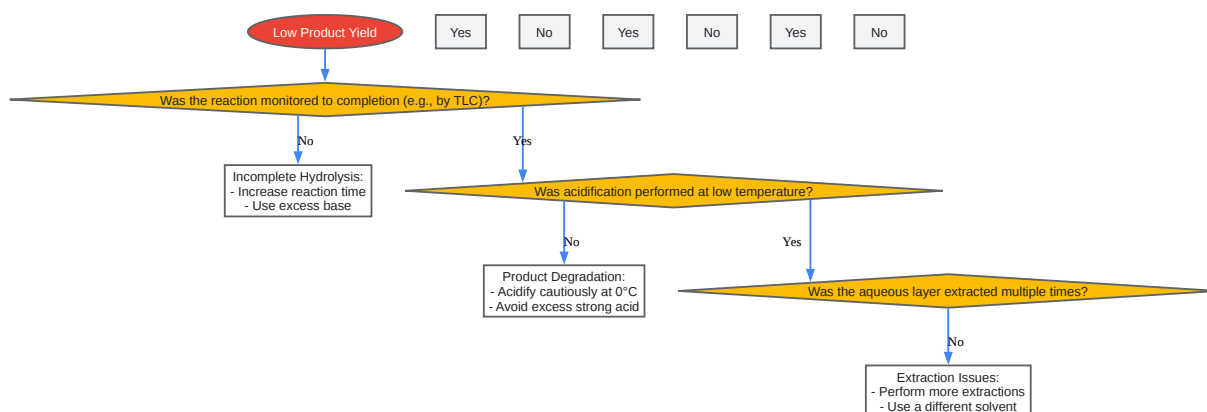 Low Product Yield
Yes
No
Yes
No
Yes
No
Was the reaction monitored to completion (e.g., by TLC)?
No
Yes
Incomplete Hydrolysis:
- Increase reaction time
- Use excess base
Was acidification performed at low temperature?
No
Yes
Product Degradation:
- Acidify cautiously at 0°C
- Avoid excess strong acid
Was the aqueous layer extracted multiple times?
No
Extraction Issues:
- Perform more extractions
- Use a different solvent